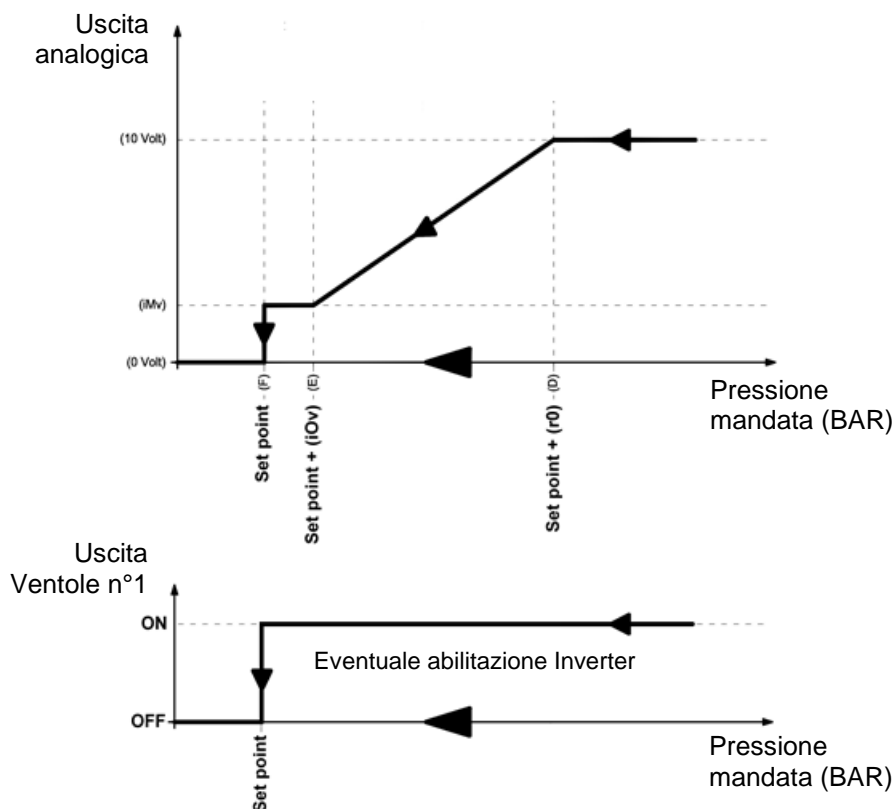 Uscita
analogica
(10 Volt)
(iMv)
(0 Volt)
Set point - (F)
Set point + (iOv) - (E)
Set point + (r0) - (D)
Pressione
mandata (BAR)
Uscita
Ventole n°1
ON
Eventuale abilitazione Inverter
OFF
Set point
Pressione
mandata (BAR)